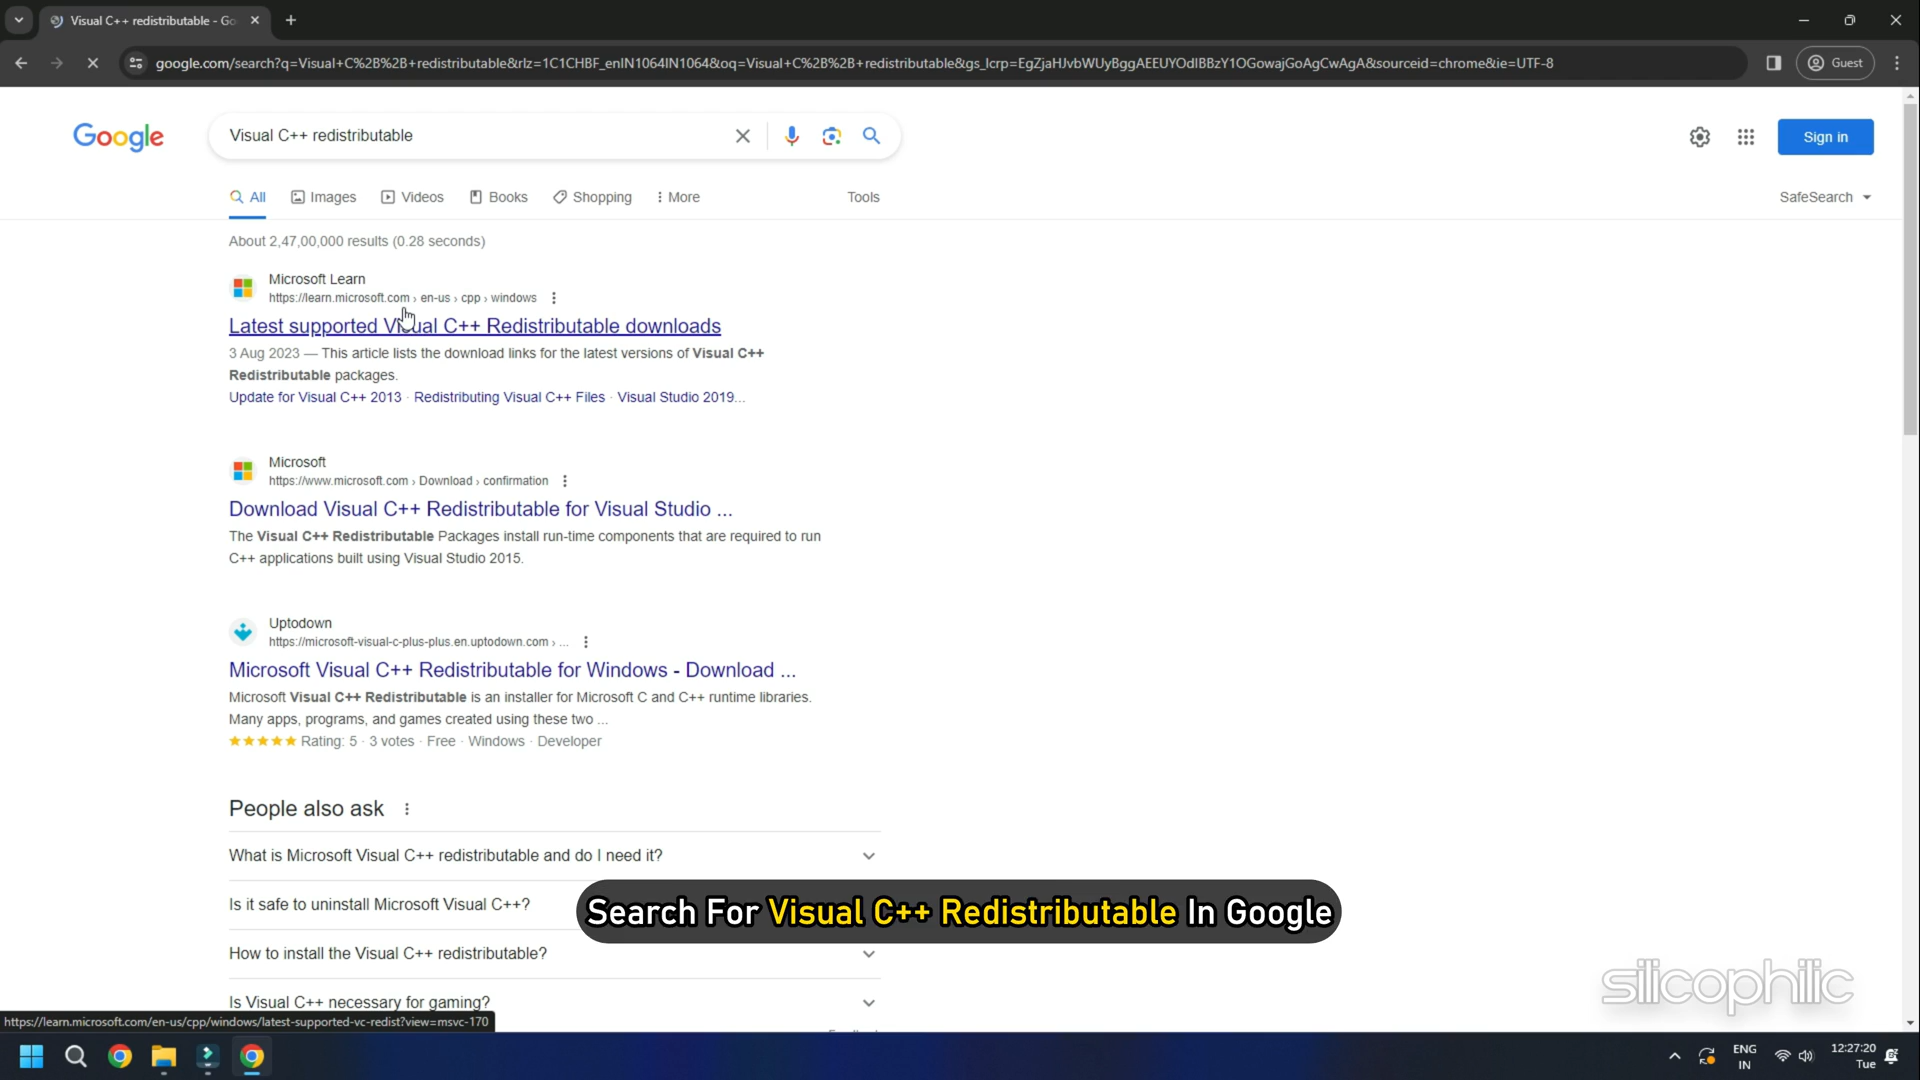 Visual C++ redistributable - Go
google.com/search?q=Visual+C%2B%2B+redistributable&rlz=1C1CHBF_enIN1064IN1064&oq=Visual+C%2B%2B+redistributable&gs_lcrp=EgZjaHJvbWUyBggAEEUYOdIBBzY1OGowajGoAgCwAgA&sourceid=chrome&ie=UTF-8
Guest
Google
Visual C++ redistributable
Sign in
All
Images
Videos
Books
Shopping
More
Tools
SafeSearch
About 2,47,00,000 results (0.28 seconds)
Microsoft Learn
https://learn.microsoft.com › en-us › cpp › windows
Latest supported Visual C++ Redistributable downloads
3 Aug 2023 — This article lists the download links for the latest versions of Visual C++
Redistributable packages.
Update for Visual C++ 2013 · Redistributing Visual C++ Files · Visual Studio 2019...
Microsoft
https://www.microsoft.com › Download › confirmation
Download Visual C++ Redistributable for Visual Studio ...
The Visual C++ Redistributable Packages install run-time components that are required to run
C++ applications built using Visual Studio 2015.
Uptodown
https://microsoft-visual-c-plus-plus.en.uptodown.com › ...
Microsoft Visual C++ Redistributable for Windows - Download ...
Microsoft Visual C++ Redistributable is an installer for Microsoft C and C++ runtime libraries.
Many apps, programs, and games created using these two ...
Rating: 5 · 3 votes · Free · Windows · Developer
People also ask
What is Microsoft Visual C++ redistributable and do I need it?
Is it safe to uninstall Microsoft Visual C++?
Search For Visual C++ Redistributable In Google
How to install the Visual C++ redistributable?
Is Visual C++ necessary for gaming?
silicophilic
https://learn.microsoft.com/en-us/cpp/windows/latest-supported-vc-redist?view=msvc-170
ENG
IN
12:27:20
Tue